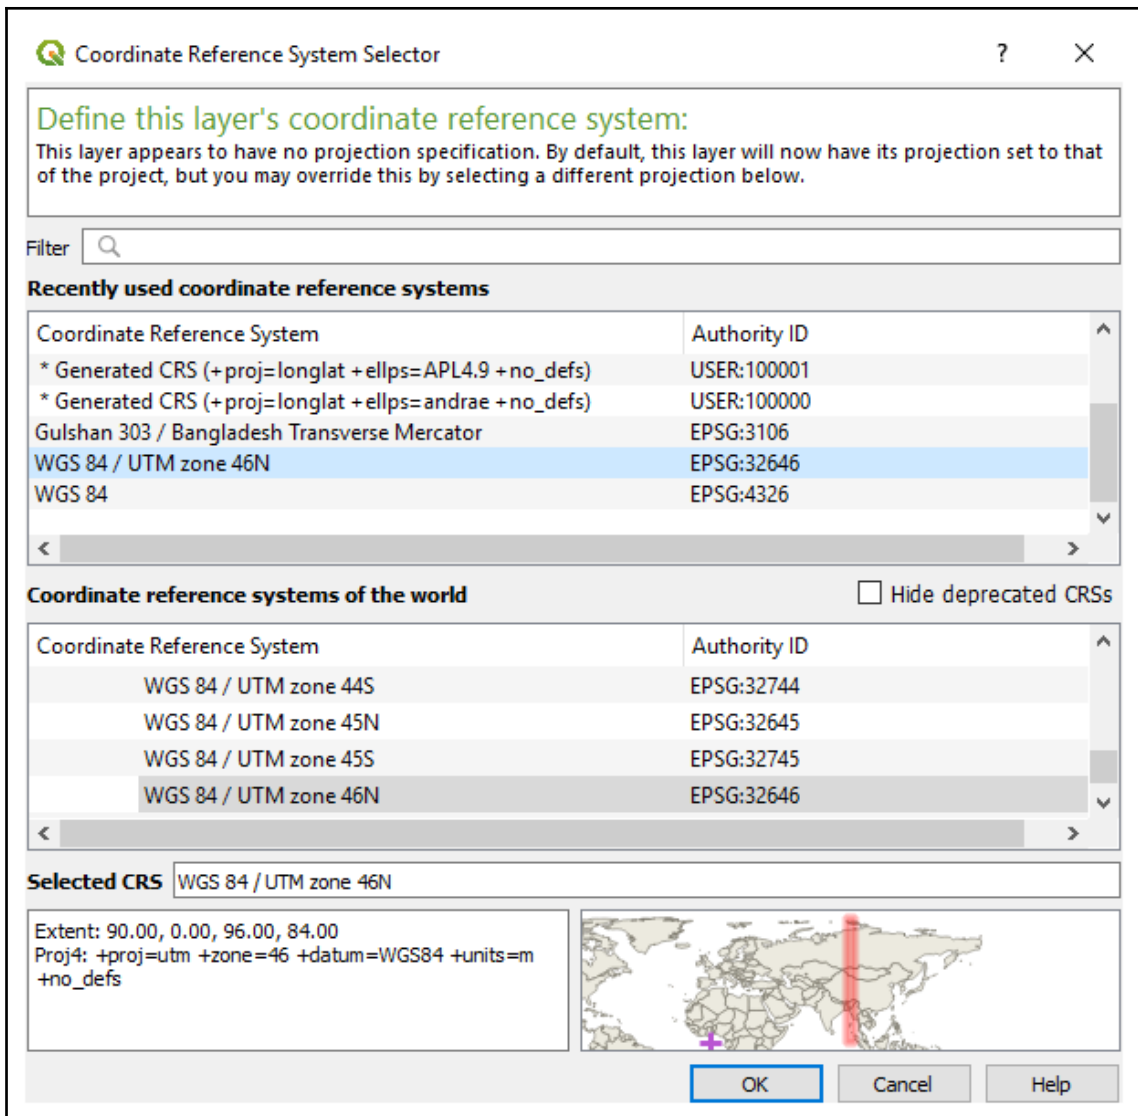 Coordinate Reference System Selector ?
Define this layer's coordinate reference system:
This layer appears to have no projection specification. By default, this layer will now have its projection set to that
of the project, but you may override this by selecting a different projection below.
Filter
Recently used coordinate reference systems
Coordinate Reference System Authority ID
* Generated CRS (+proj=longlat +ellps=APL4.9 +no_defs) USER:100001
* Generated CRS (+proj=longlat +ellps=andrae +no_defs) USER:100000
Gulshan 303 / Bangladesh Transverse Mercator EPSG:3106
WGS 84 / UTM zone 46N EPSG:32646
WGS 84 EPSG:4326
Coordinate reference systems of the world Hide deprecated CRSs
Coordinate Reference System Authority ID
WGS 84 / UTM zone 44S EPSG:32744
WGS 84 / UTM zone 45N EPSG:32645
WGS 84 / UTM zone 45S EPSG:32745
WGS 84 / UTM zone 46N EPSG:32646
Selected CRS WGS 84 / UTM zone 46N
Extent: 90.00, 0.00, 96.00, 84.00
Proj4: +proj=utm +zone=46 +datum=WGS84 +units=m
+no_defs
OK Cancel Help